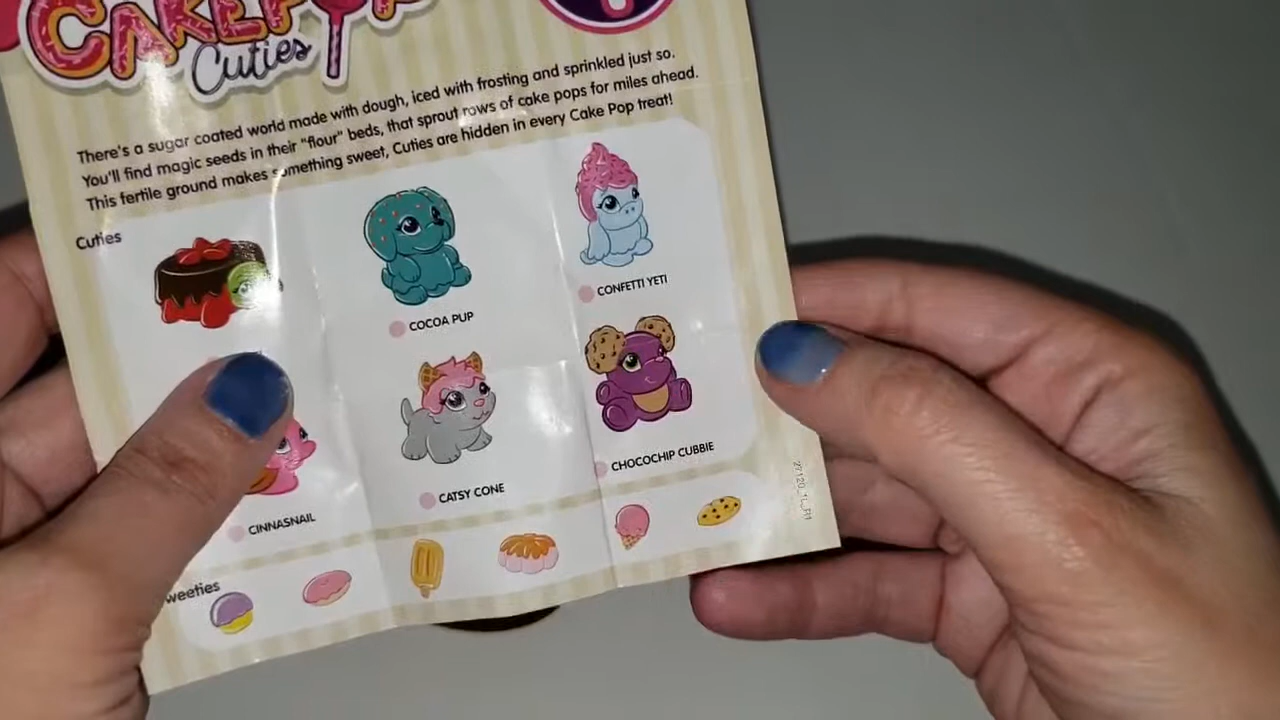 CAKEPOP
Cuties
There's a sugar coated world made with dough, iced with frosting and sprinkled just so.
You'll find magic seeds in their "flour" beds, that sprout rows of cake pops for miles ahead.
This fertile ground makes something sweet, Cuties are hidden in every Cake Pop treat!
Cuties
COCOA PUP
CONFETTI YETI
CINNASNAIL
CATSY CONE
CHOCOCHIP CUBBIE
weeties